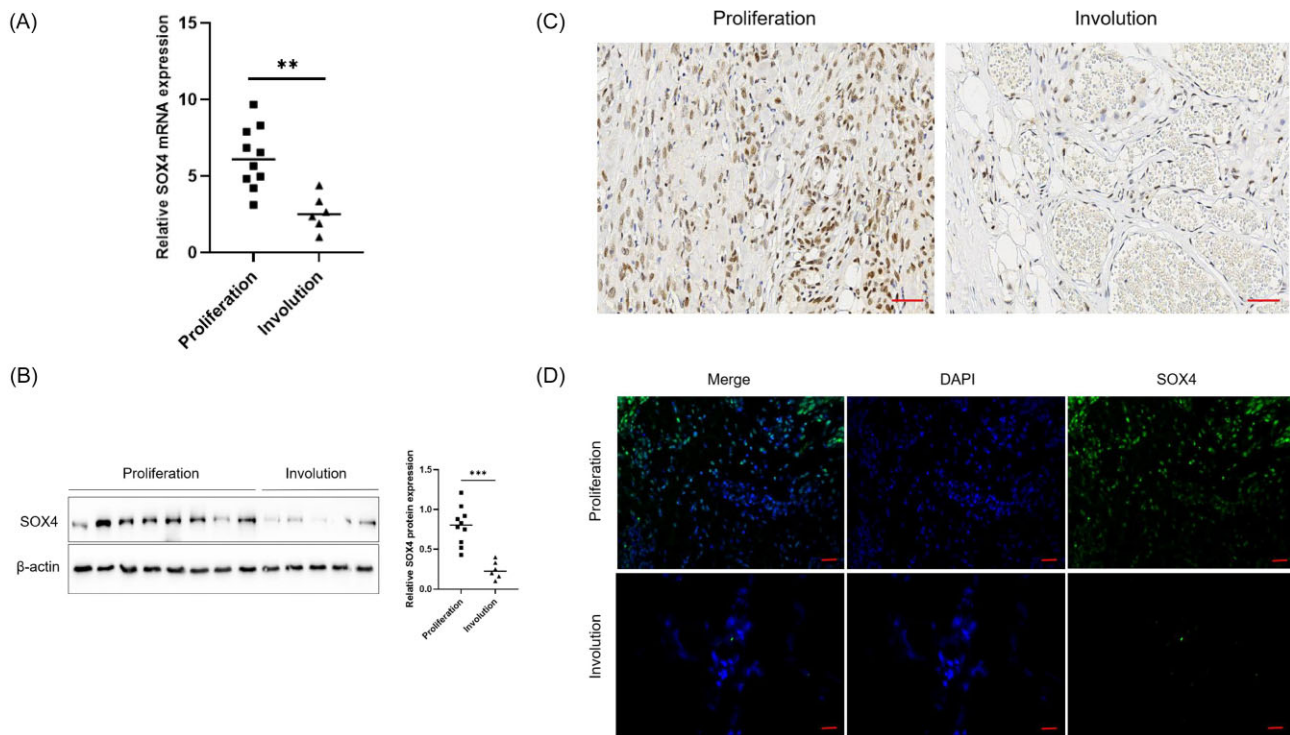 (A)
Relative SOX4 mRNA expression
15
10
5
0
**
Proliferation
Involution
(B)
Proliferation
Involution
SOX4
β-actin
Relative SOX4 protein expression
1.5
1.0
0.5
0.0
***
Proliferation
Involution
(C)
Proliferation
Involution
(D)
Merge
DAPI
SOX4
Proliferation
Involution